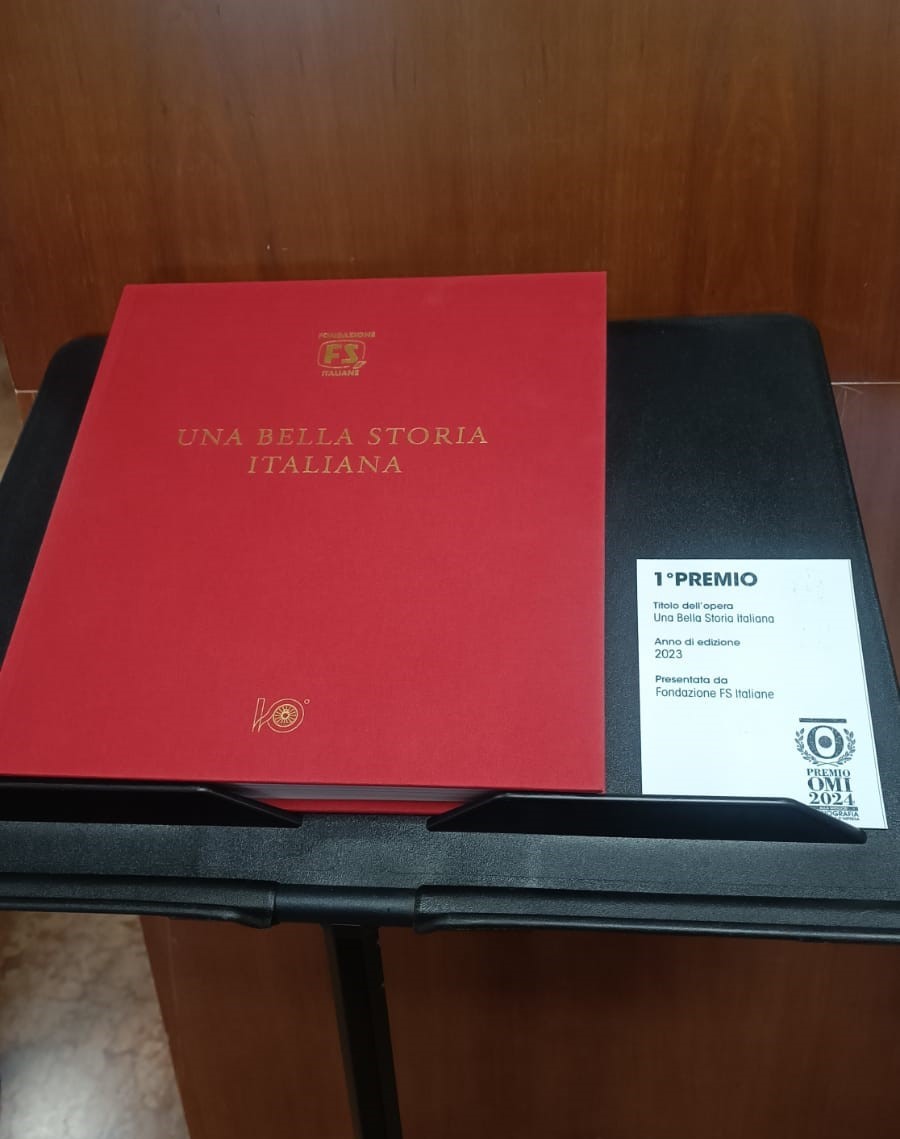 FONDAZIONE
FS
ITALIANE
UNA BELLA STORIA
ITALIANA
10°
1°PREMIO
Titolo dell'opera
Una Bella Storia Italiana
Anno di edizione
2023
Presentata da
Fondazione FS Italiane
PREMIO
OMI
2024